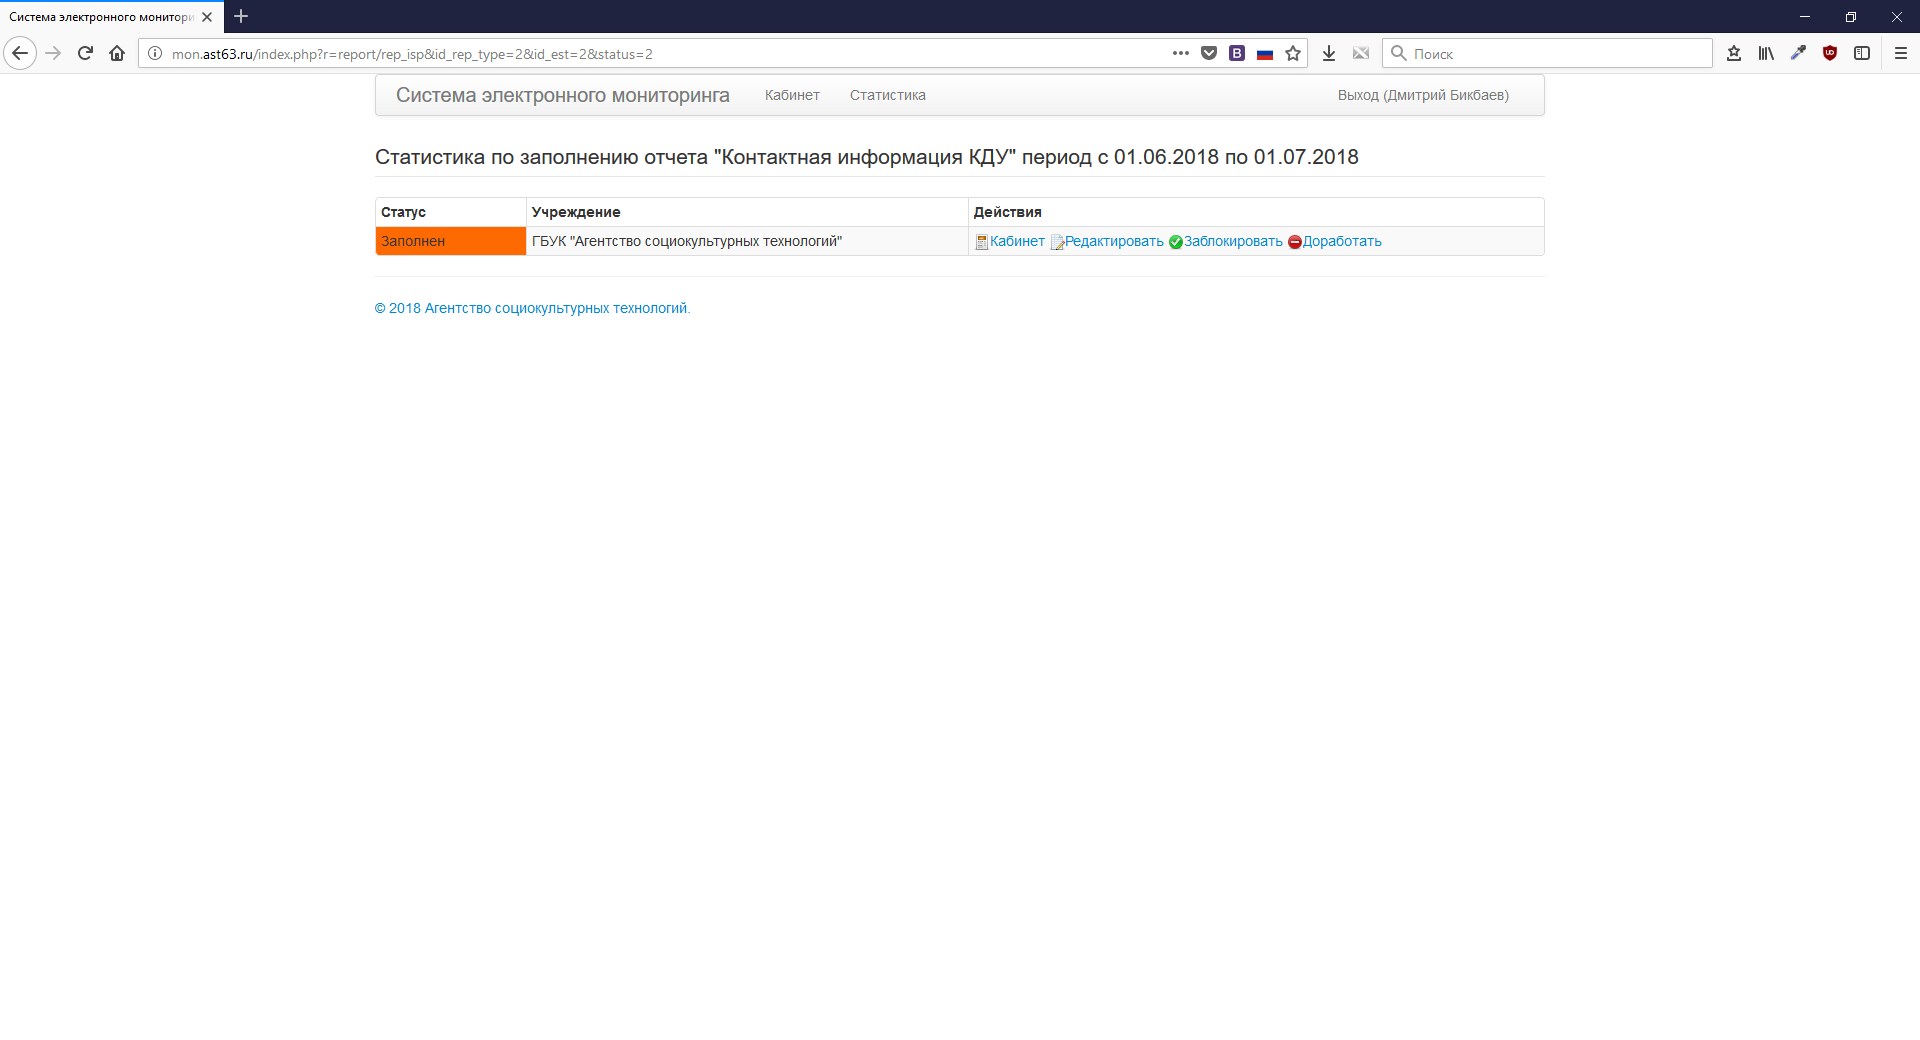 Система электронного монитори
mon.ast63.ru/index.php?r=report/rep_isp&id_rep_type=2&id_est=2&status=2
B
Поиск
Система электронного мониторинга Кабинет Статистика Выход (Дмитрий Бикбаев)
Статистика по заполнению отчета "Контактная информация КДУ" период с 01.06.2018 по 01.07.2018
Статус Учреждение Действия
Заполнен ГБУК "Агентство социокультурных технологий" Кабинет Редактировать Заблокировать Доработать
© 2018 Агентство социокультурных технологий.